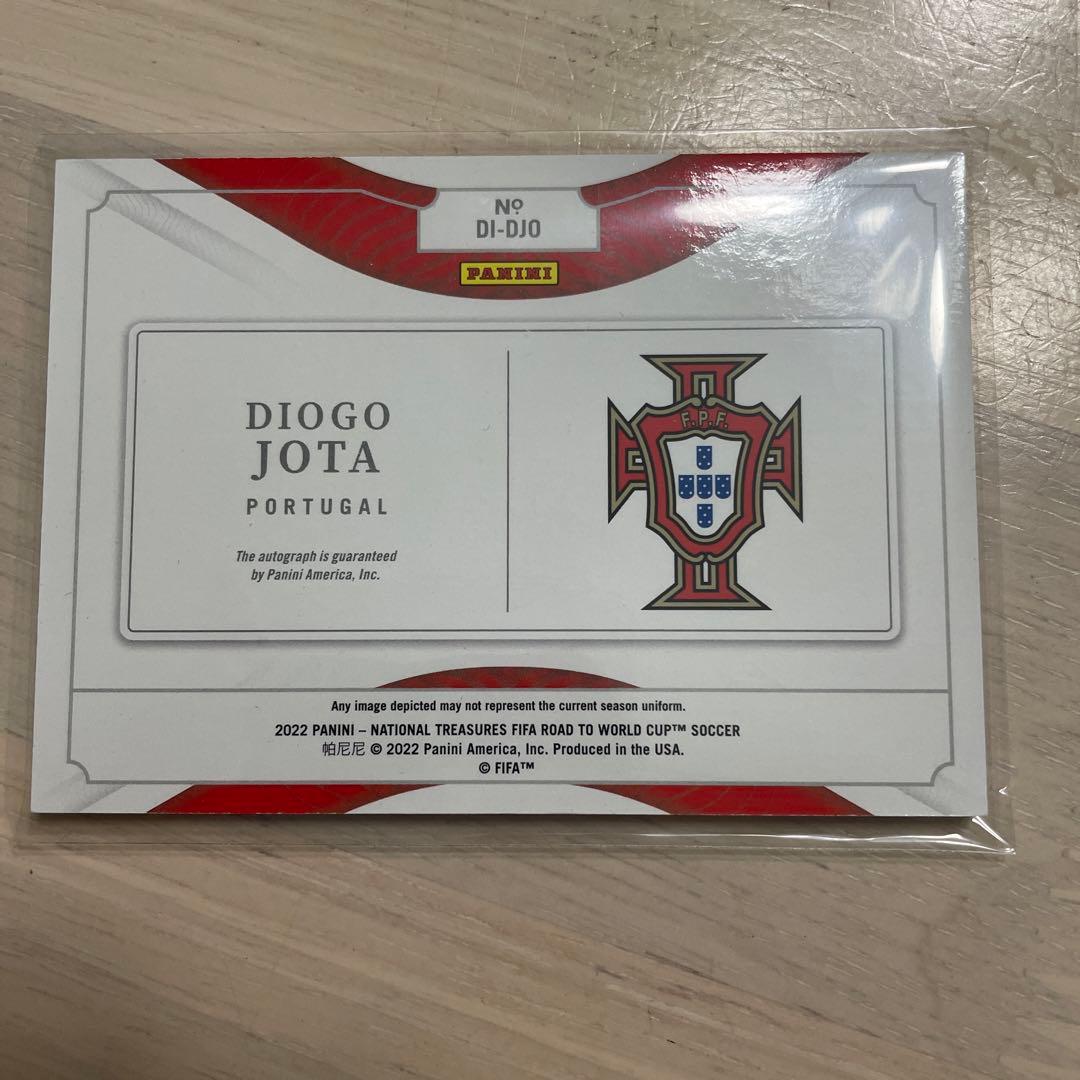 Nº
DI-DJO
PANINI
DIOGO
JOTA
PORTUGAL
The autograph is guaranteed
by Panini America, Inc.
F.P.F.
Any image depicted may not represent the current season uniform.
2022 PANINI – NATIONAL TREASURES FIFA ROAD TO WORLD CUP™ SOCCER
帕尼尼 © 2022 Panini America, Inc. Produced in the USA.
© FIFA™